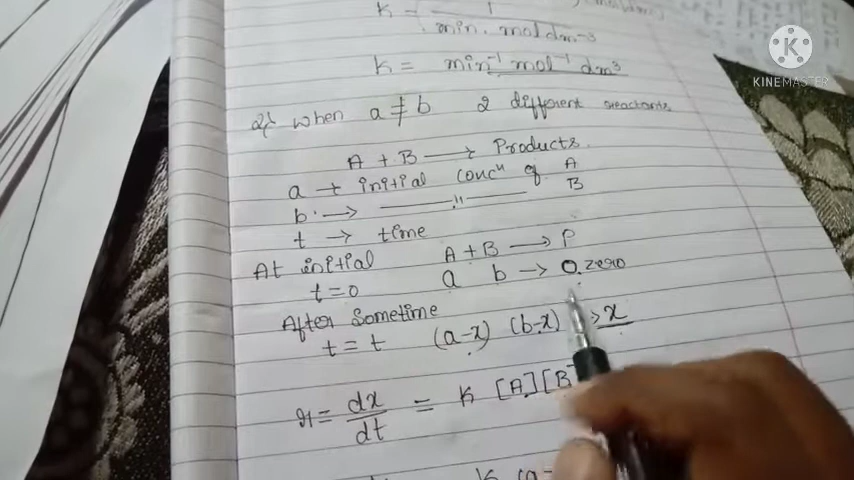 K = 1
min. mol dm-3
K = min-1 mol-1 dm3
KINEMASTER
2} when a ≠ b 2 different reactants
A + B → Products.
a → initial concn of A
b. → ——"—— B
t → time
At initial A + B → P
t = 0 a b → 0. zero
After Sometime
t = t (a-x) (b-x) → x
r = dx/dt = K [A][B]
K (a-